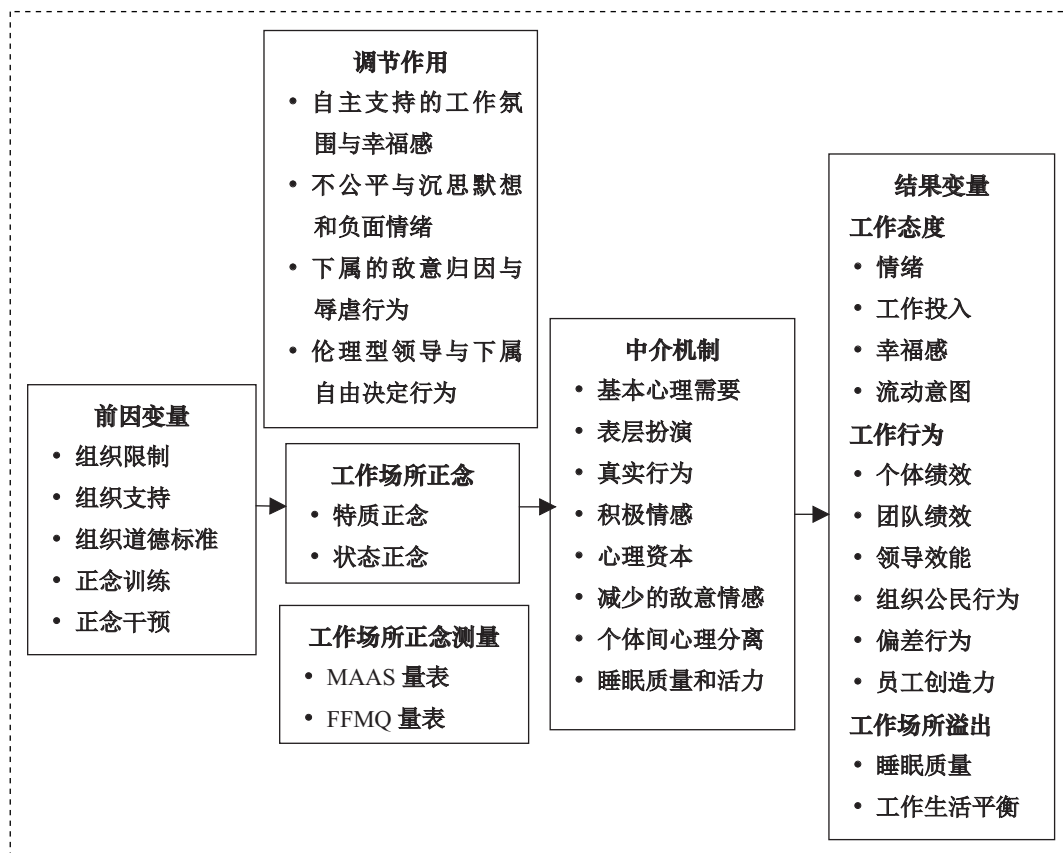 调节作用
• 自主支持的工作氛
围与幸福感
• 不公平与沉思默想
和负面情绪
• 下属的敌意归因与
辱虐行为
• 伦理型领导与下属
自由决定行为
前因变量
• 组织限制
• 组织支持
• 组织道德标准
• 正念训练
• 正念干预
工作场所正念
• 特质正念
• 状态正念
工作场所正念测量
• MAAS 量表
• FFMQ 量表
中介机制
• 基本心理需要
• 表层扮演
• 真实行为
• 积极情感
• 心理资本
• 减少的敌意情感
• 个体间心理分离
• 睡眠质量和活力
结果变量
工作态度
• 情绪
• 工作投入
• 幸福感
• 流动意图
工作行为
• 个体绩效
• 团队绩效
• 领导效能
• 组织公民行为
• 偏差行为
• 员工创造力
工作场所溢出
• 睡眠质量
• 工作生活平衡